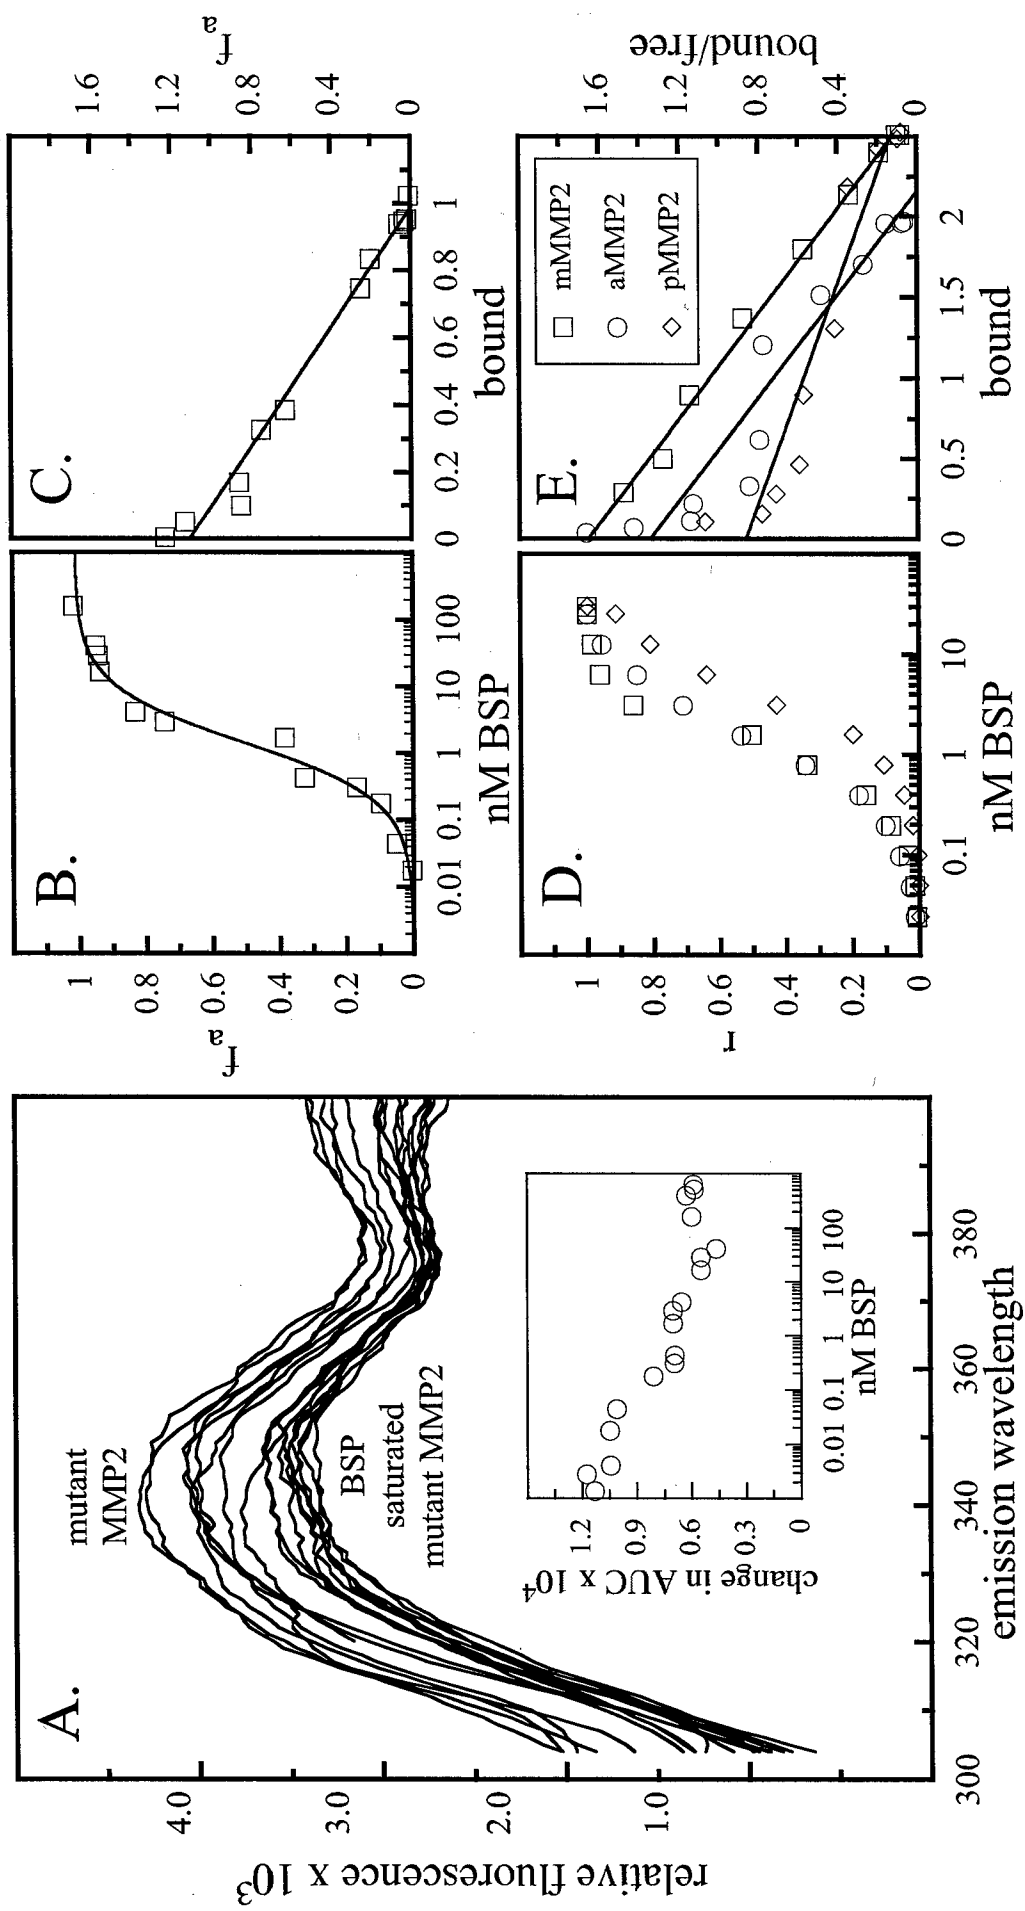 A.
relative fluorescence x 10³
4.0
3.0
2.0
1.0
mutant
MMP2
BSP
saturated
mutant MMP2
300 320 340 360 380
emission wavelength
change in AUC x 10⁴
1.2
0.9
0.6
0.3
0
0.01 0.1 1 10 100
nM BSP
B.
fₐ
1
0.8
0.6
0.4
0.2
0
0.01 0.1 1 10 100
nM BSP
C.
1.6
1.2
0.8
0.4
0
fₐ
0 0.2 0.4 0.6 0.8 1
bound
D.
r
1
0.8
0.6
0.4
0.2
0
0.1 1 10
nM BSP
E.
mMMP2
aMMP2
pMMP2
1.6
1.2
0.8
0.4
0
bound/free
0 0.5 1 1.5 2
bound